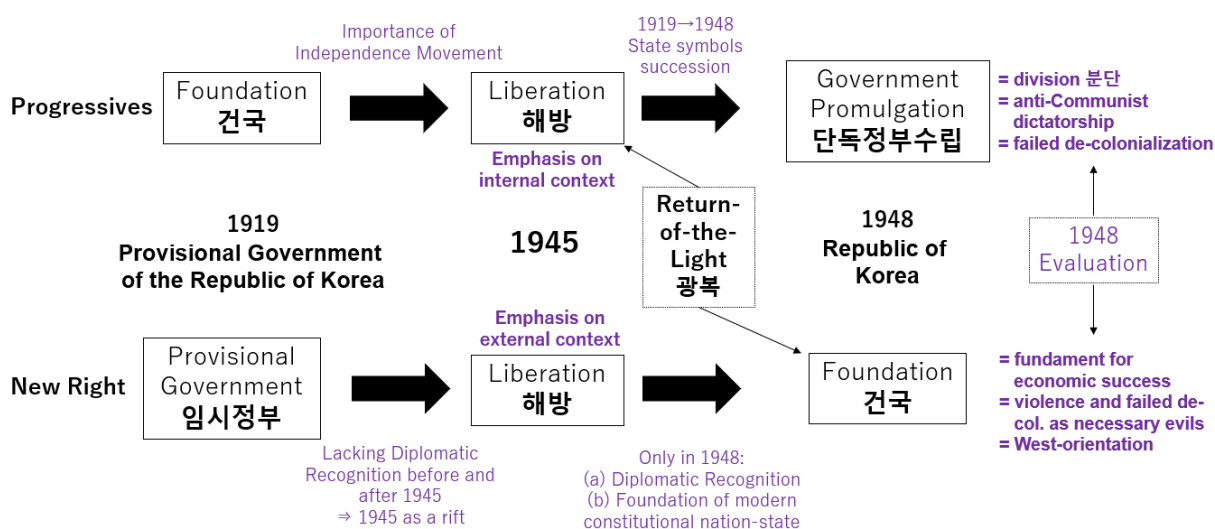 Importance of
Independence Movement
1919→1948
State symbols
succession
Progressives
Foundation
건국
Liberation
해방
Government
Promulgation
단독정부수립
= division 분단
= anti-Communist
dictatorship
= failed de-colonialization
Emphasis on
internal context
1919
Provisional Government
of the Republic of Korea
1945
Return-
of-the-
Light
광복
1948
Republic of
Korea
1948
Evaluation
Emphasis on
external context
New Right
Provisional
Government
임시정부
Liberation
해방
Foundation
건국
= fundament for
economic success
= violence and failed de-
col. as necessary evils
= West-orientation
Lacking Diplomatic
Recognition before and
after 1945
⇒ 1945 as a rift
Only in 1948:
(a) Diplomatic Recognition
(b) Foundation of modern
constitutional nation-state